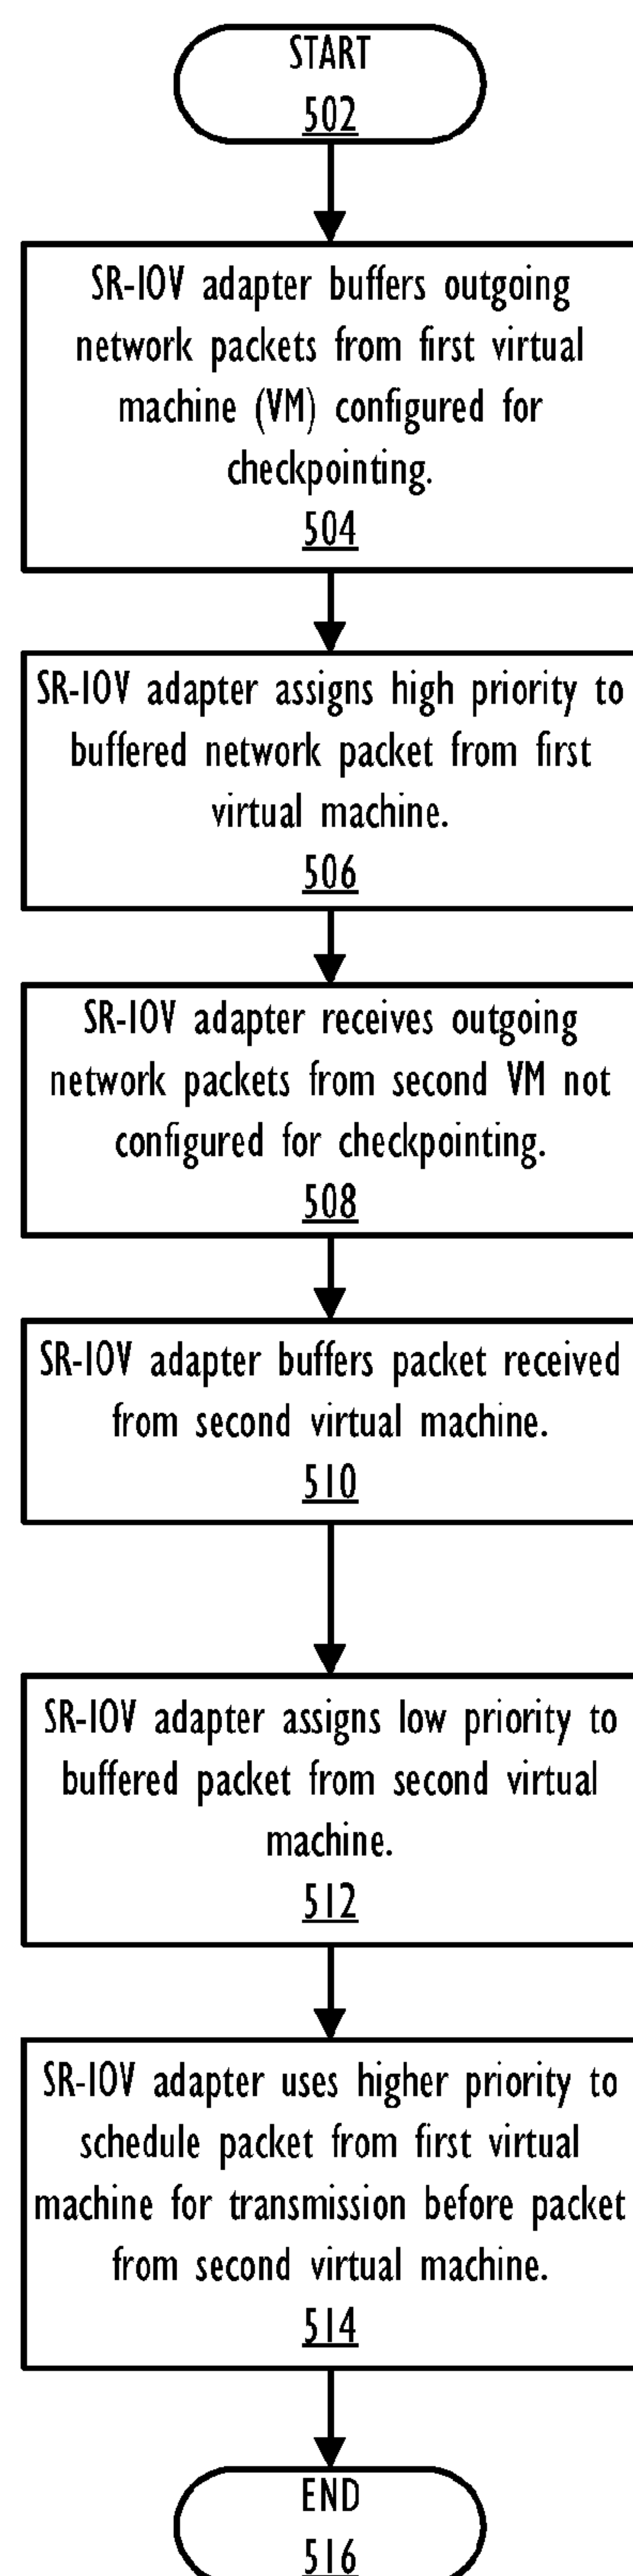 START
502
SR-IOV adapter buffers outgoing
network packets from first virtual
machine (VM) configured for
checkpointing.
504
SR-IOV adapter assigns high priority to
buffered network packet from first
virtual machine.
506
SR-IOV adapter receives outgoing
network packets from second VM not
configured for checkpointing.
508
SR-IOV adapter buffers packet received
from second virtual machine.
510
SR-IOV adapter assigns low priority to
buffered packet from second virtual
machine.
512
SR-IOV adapter uses higher priority to
schedule packet from first virtual
machine for transmission before packet
from second virtual machine.
514
END
516